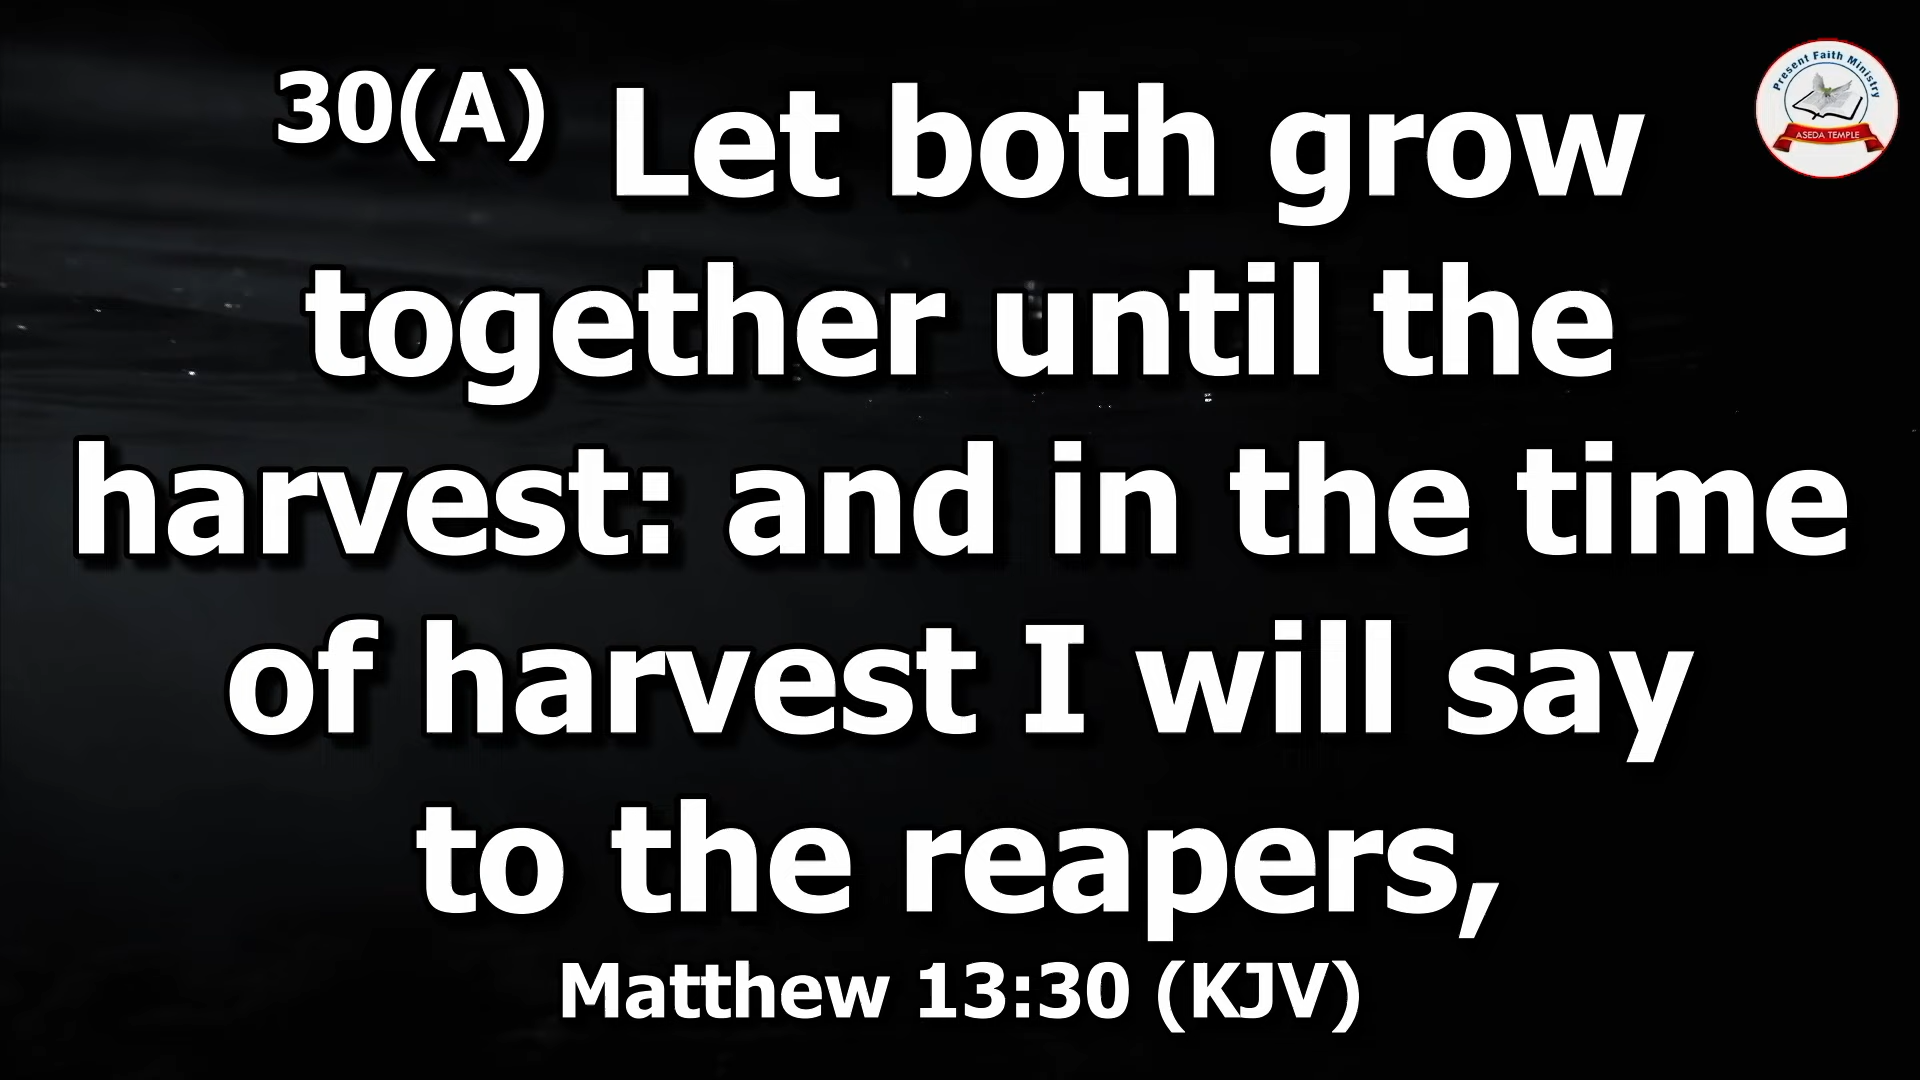 30(A) Let both grow
together until the
harvest: and in the time
of harvest I will say
to the reapers,
Matthew 13:30 (KJV)
Present Faith Ministry
ASEDA TEMPLE